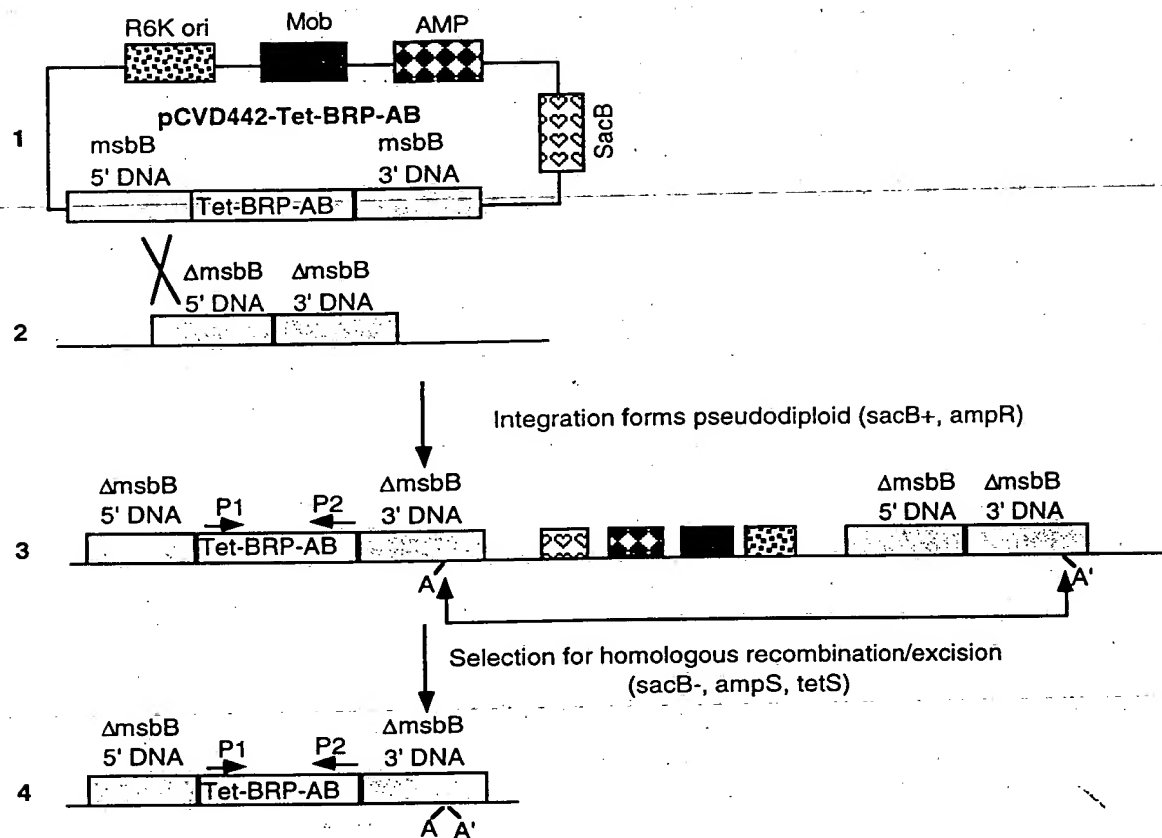 R6K ori Mob AMP
pCVD442-Tet-BRP-AB
SacB
1
msbB msbB
5' DNA 3' DNA
Tet-BRP-AB
ΔmsbB ΔmsbB
5' DNA 3' DNA
2
Integration forms pseudodiploid (sacB+, ampR)
ΔmsbB ΔmsbB ΔmsbB ΔmsbB
5' DNA P1 P2 3' DNA 5' DNA 3' DNA
3 Tet-BRP-AB
A A'
Selection for homologous recombination/excision
(sacB-, ampS, tetS)
ΔmsbB ΔmsbB
5' DNA P1 P2 3' DNA
4 Tet-BRP-AB
A A'